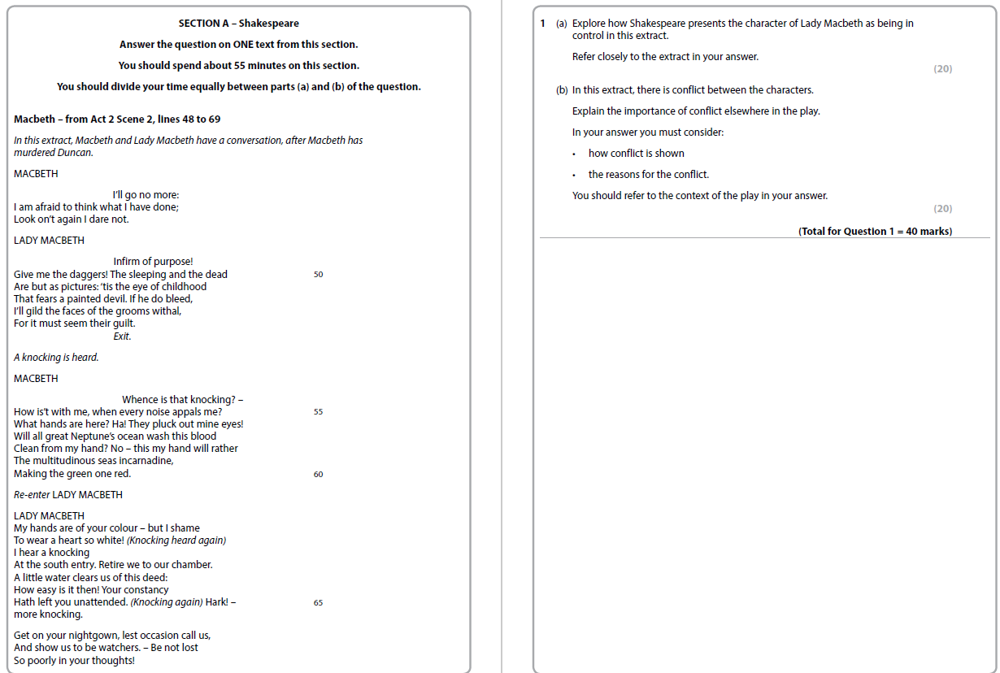 SECTION A – Shakespeare
Answer the question on ONE text from this section.
You should spend about 55 minutes on this section.
You should divide your time equally between parts (a) and (b) of the question.
Macbeth – from Act 2 Scene 2, lines 48 to 69
In this extract, Macbeth and Lady Macbeth have a conversation, after Macbeth has
murdered Duncan.
MACBETH
I’ll go no more:
I am afraid to think what I have done;
Look on’t again I dare not.
LADY MACBETH
Infirm of purpose!
Give me the daggers! The sleeping and the dead 50
Are but as pictures: ‘tis the eye of childhood
That fears a painted devil. If he do bleed,
I’ll gild the faces of the grooms withal,
For it must seem their guilt.
Exit.
A knocking is heard.
MACBETH
Whence is that knocking? –
How is’t with me, when every noise appals me? 55
What hands are here? Ha! They pluck out mine eyes!
Will all great Neptune’s ocean wash this blood
Clean from my hand? No – this my hand will rather
The multitudinous seas incarnadine,
Making the green one red. 60
Re-enter LADY MACBETH
LADY MACBETH
My hands are of your colour – but I shame
To wear a heart so white! (Knocking heard again)
I hear a knocking
At the south entry. Retire we to our chamber.
A little water clears us of this deed:
How easy is it then! Your constancy
Hath left you unattended. (Knocking again) Hark! – 65
more knocking.
Get on your nightgown, lest occasion call us,
And show us to be watchers. – Be not lost
So poorly in your thoughts!
1 (a) Explore how Shakespeare presents the character of Lady Macbeth as being in
control in this extract.
Refer closely to the extract in your answer.
(20)
(b) In this extract, there is conflict between the characters.
Explain the importance of conflict elsewhere in the play.
In your answer you must consider:
• how conflict is shown
• the reasons for the conflict.
You should refer to the context of the play in your answer.
(20)
(Total for Question 1 = 40 marks)